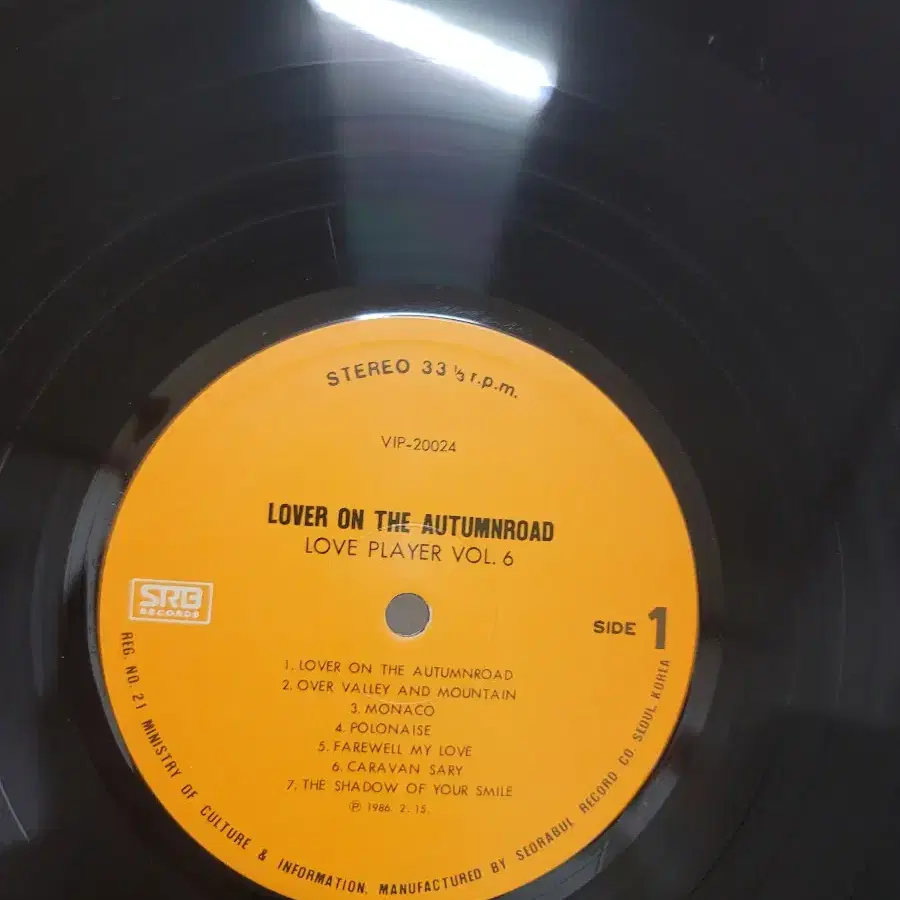 STEREO 33 ⅓ r.p.m.
VIP-20024
LOVER ON THE AUTUMNROAD
LOVE PLAYER VOL. 6
SRB
RECORDS
SIDE 1
1. LOVER ON THE AUTUMNROAD
2. OVER VALLEY AND MOUNTAIN
3. MONACO
4. POLONAISE
5. FAREWELL MY LOVE
6. CARAVAN SARY
7. THE SHADOW OF YOUR SMILE
Ⓟ 1986. 2. 15.
REG. NO. 21 MINISTRY OF CULTURE & INFORMATION. MANUFACTURED BY SEORABUL RECORD CO. SEOUL, KOREA